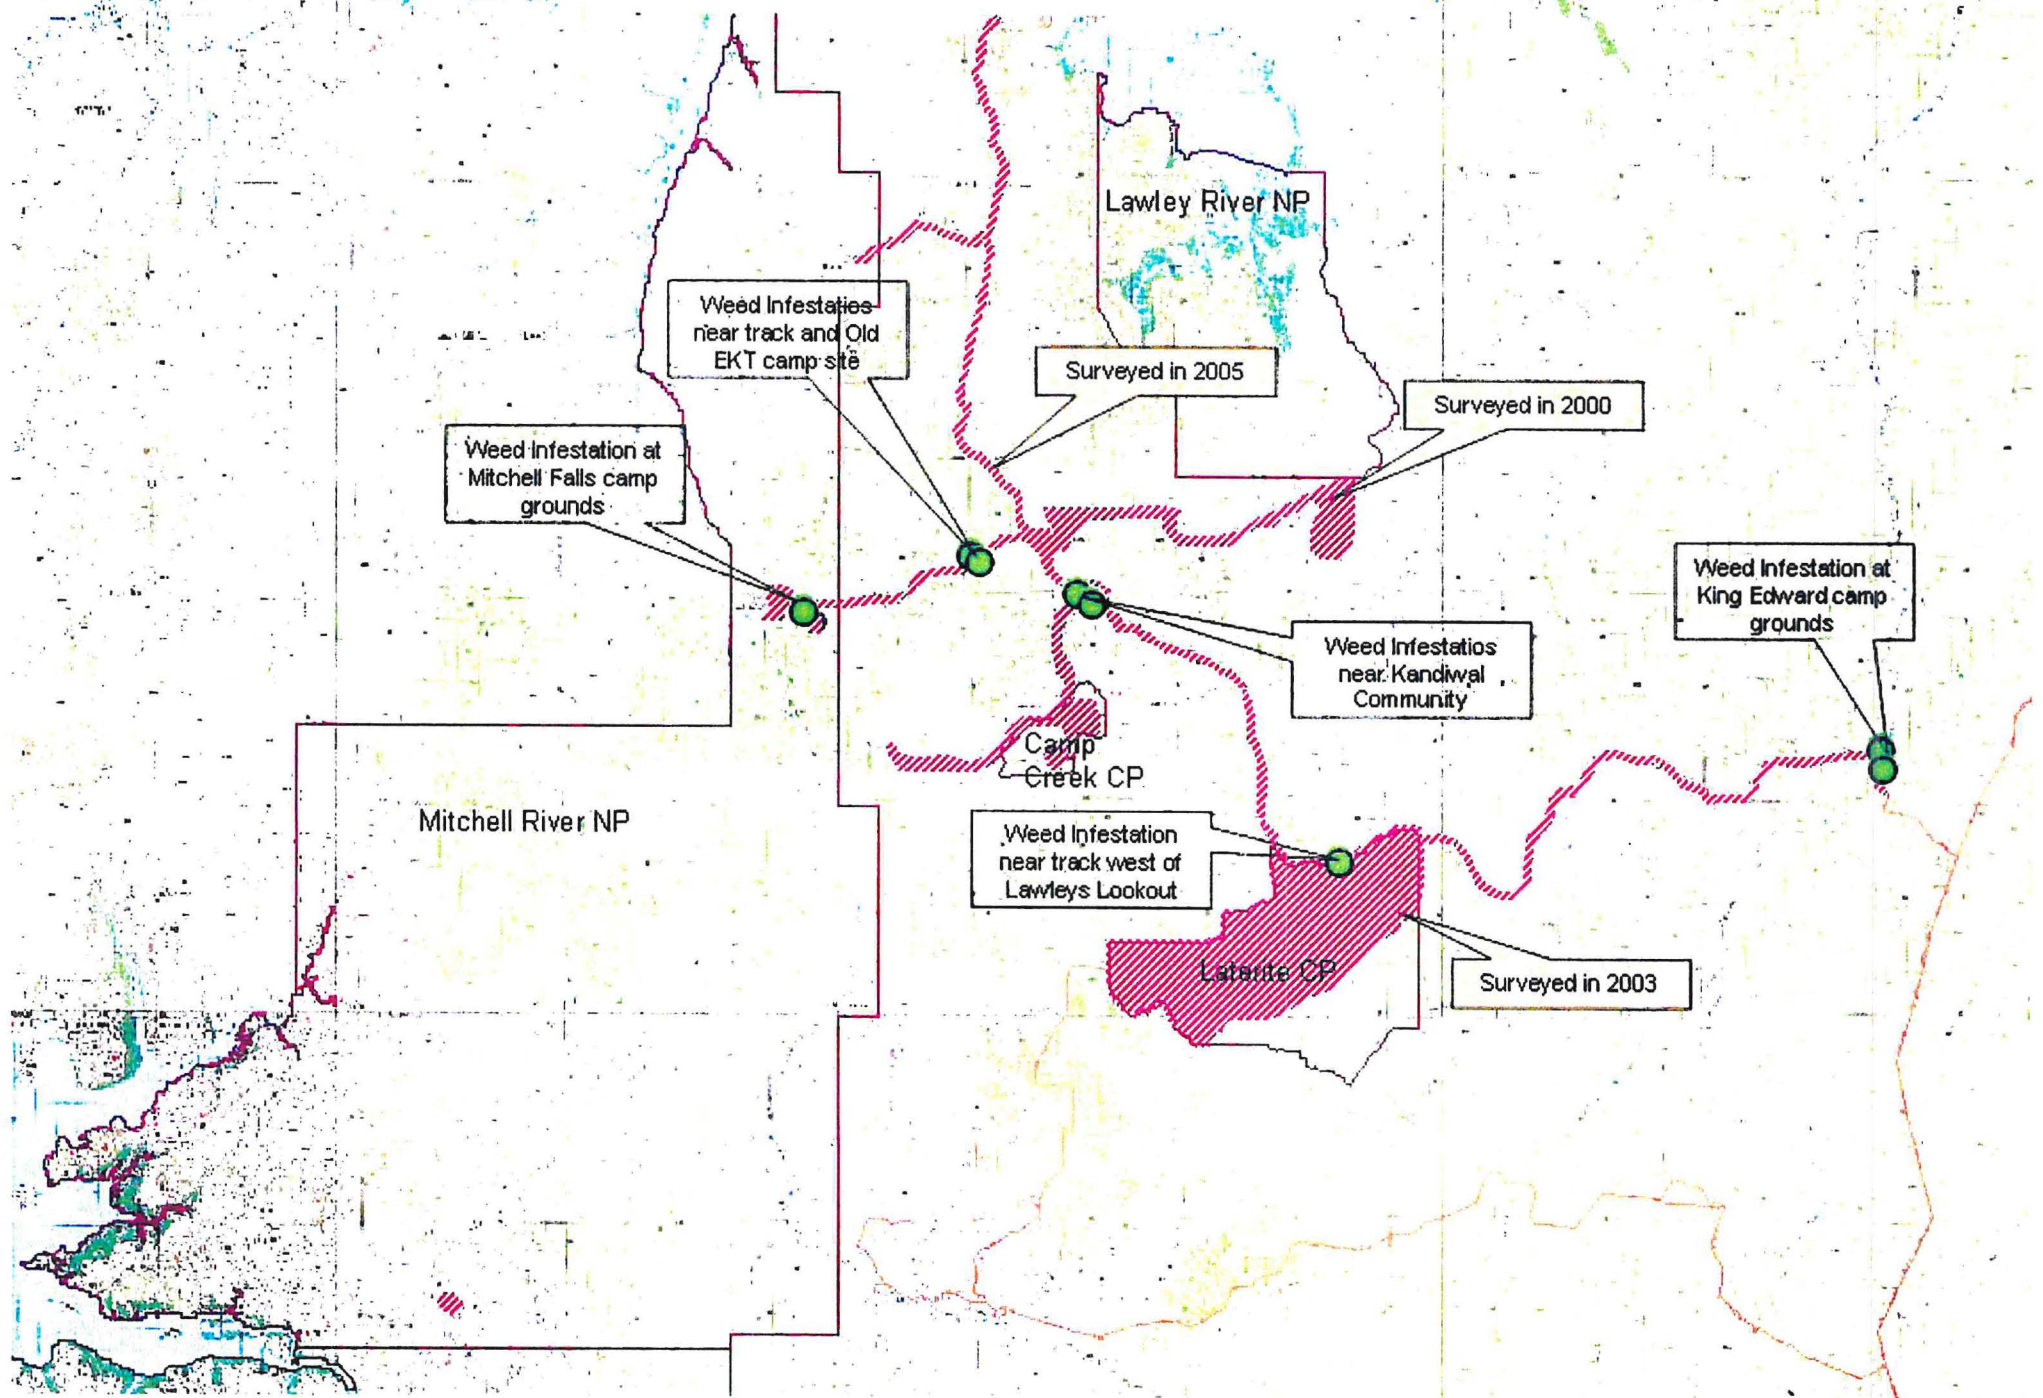 Lawley River NP
Weed Infestatios
near track and Old
EKT camp site
Surveyed in 2005
Surveyed in 2000
Weed Infestation at
Mitchell Falls camp
grounds
Weed Infestation at
King Edward camp
grounds
Weed Infestatios
near Kandiwal
Community
Camp
Creek CP
Mitchell River NP
Weed Infestation
near track west of
Lawleys Lookout
Laterite CP
Surveyed in 2003